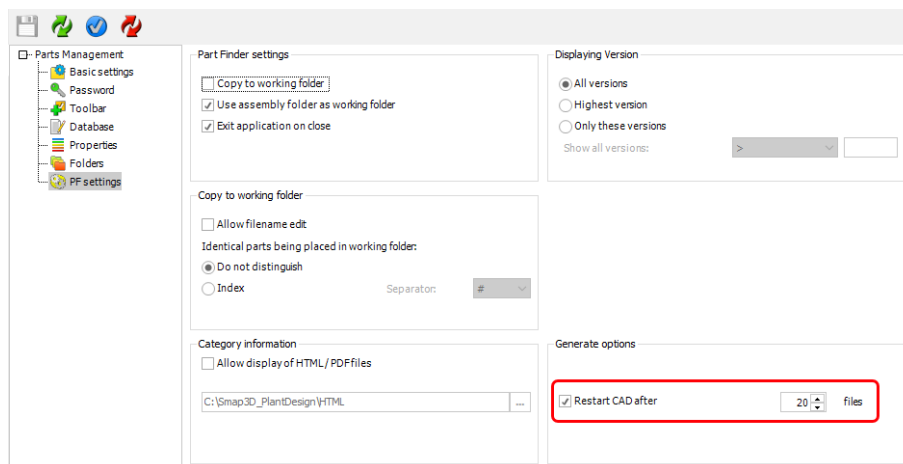 Parts Management
Basic settings
Password
Toolbar
Database
Properties
Folders
PF settings
Part Finder settings
Copy to working folder
Use assembly folder as working folder
Exit application on close
Displaying Version
All versions
Highest version
Only these versions
Show all versions: >
Copy to working folder
Allow filename edit
Identical parts being placed in working folder:
Do not distinguish
Index Separator: #
Category information
Allow display of HTML/PDF files
C:\Smap3D_PlantDesign\HTML ...
Generate options
Restart CAD after 20 files